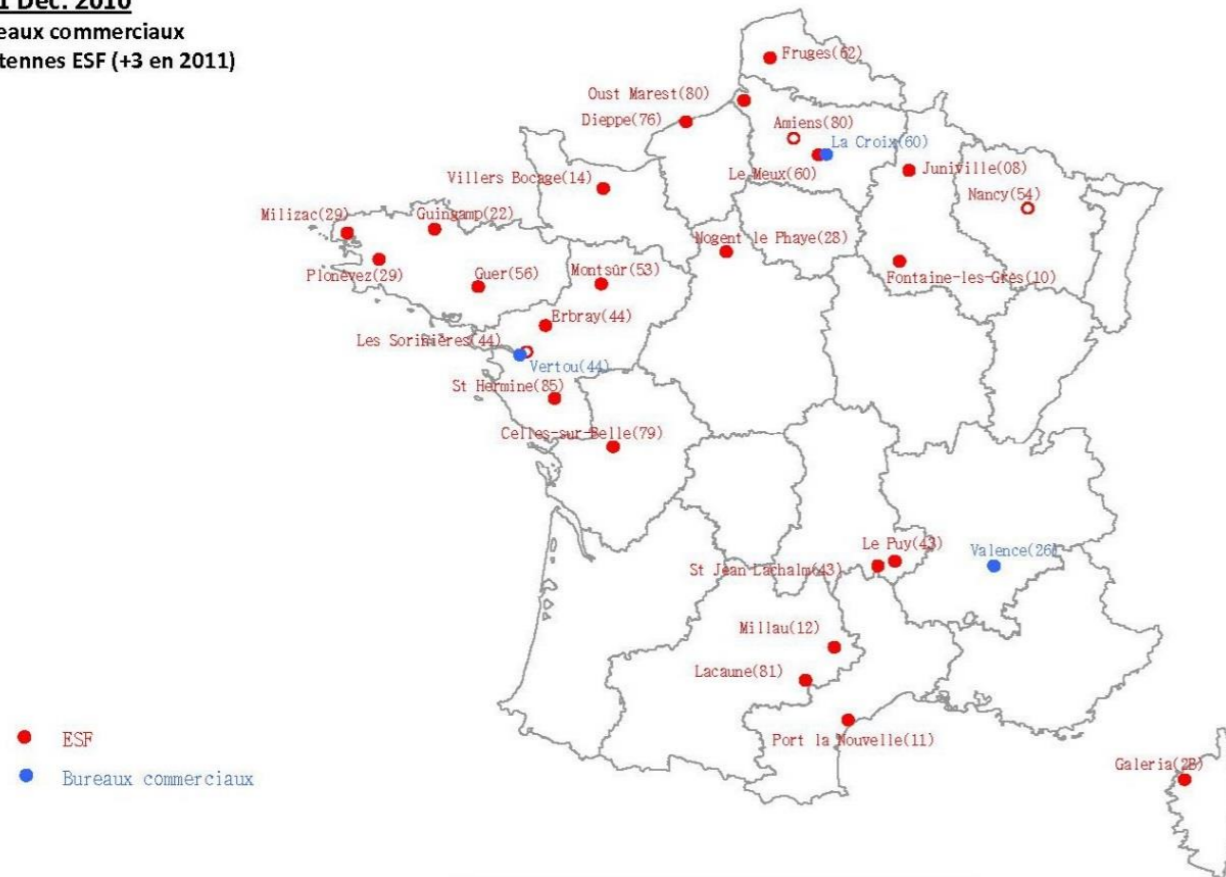 1 Déc. 2010
eaux commerciaux
tennes ESF (+3 en 2011)
Fruges(62)
Oust Marest(80)
Dieppe(76)
Amiens(80)
La Croix(60)
Le Meux(60)
Juniville(08)
Villers Bocage(14)
Nancy(54)
Milizac(29)
Guingamp(22)
Nogent le Phaye(28)
Plonevez(29)
Guer(56)
Montsûr(53)
Fontaine-les-Grès(10)
Erbray(44)
Les Sorinières(44)
Vertou(44)
St Hermine(85)
Celles-sur-Belle(79)
Le Puy(43)
Valence(26)
St Jean Lachalm(43)
Millau(12)
Lacaune(81)
Port la Nouvelle(11)
ESF
Galeria(2B)
Bureaux commerciaux